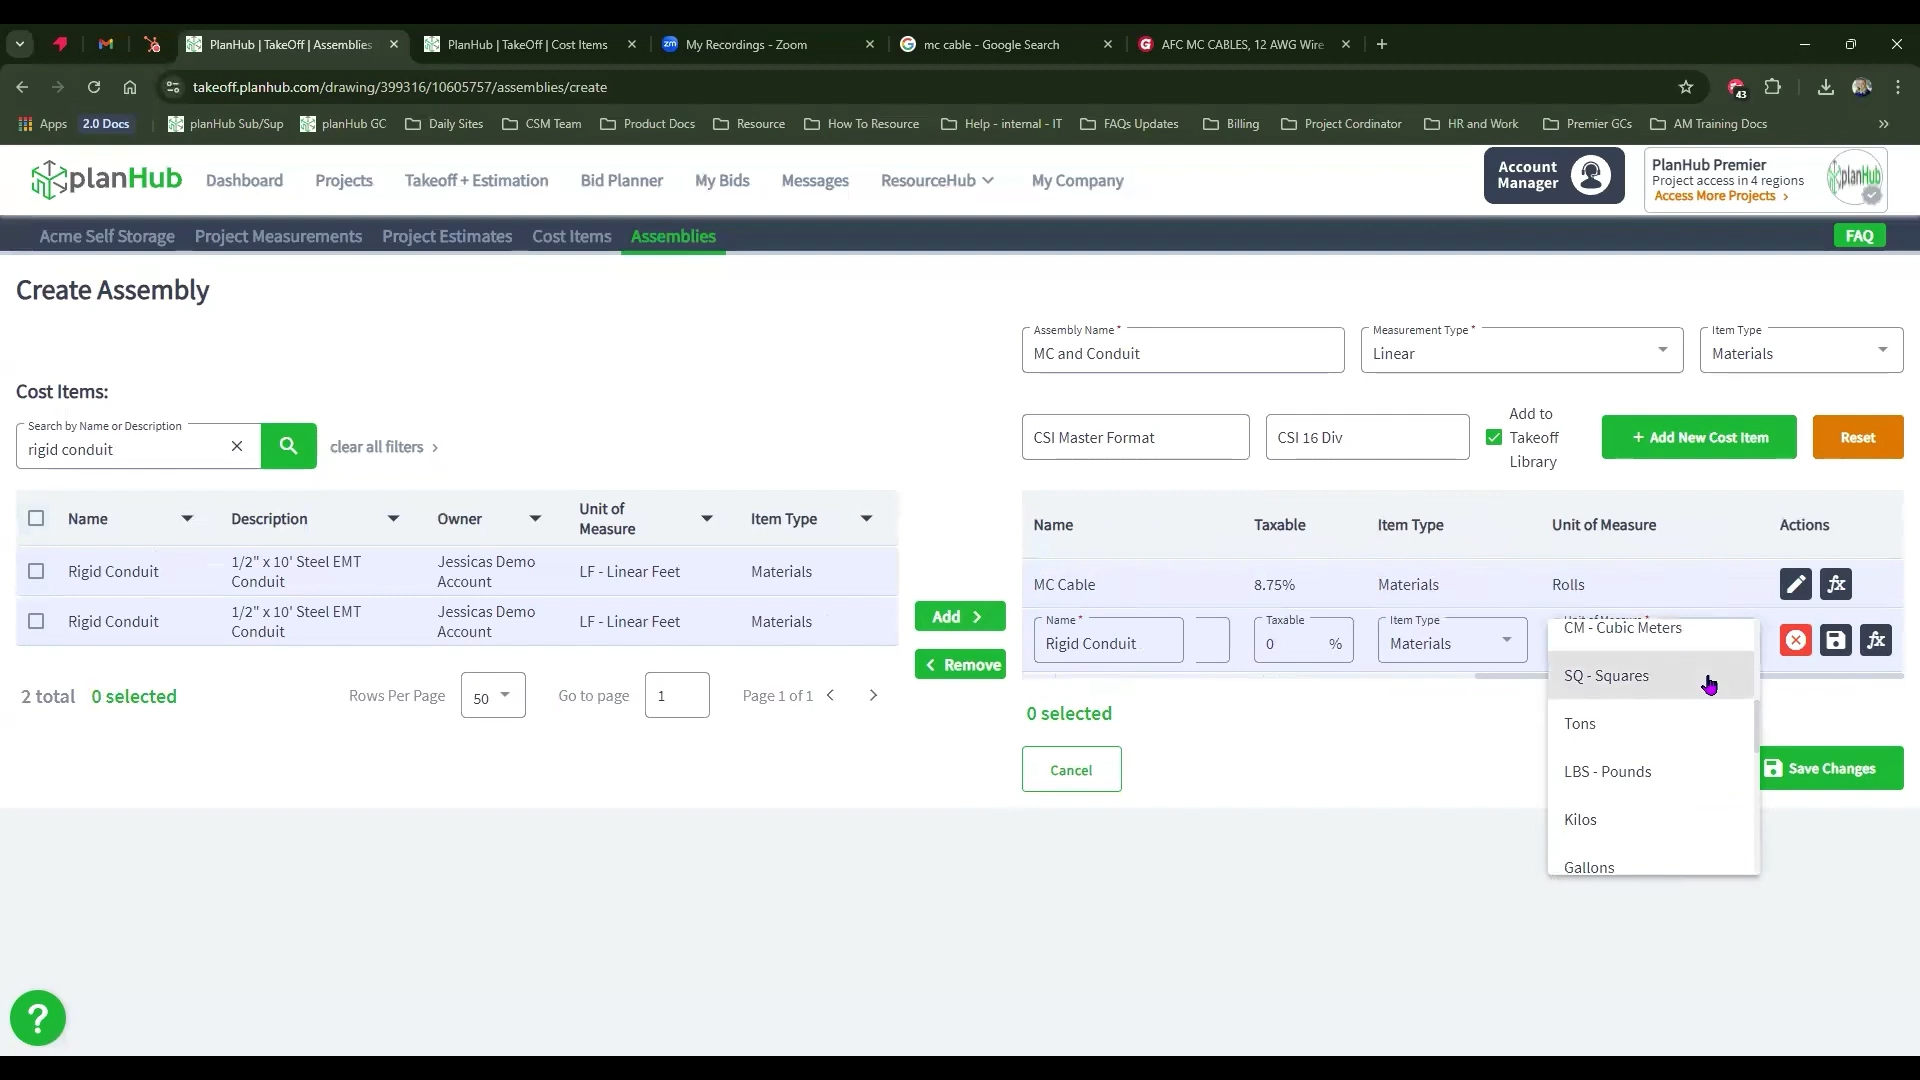 PlanHub | TakeOff | Assemblies
PlanHub | TakeOff | Cost Items
My Recordings - Zoom
mc cable - Google Search
AFC MC CABLES, 12 AWG Wire
takeoff.planhub.com/drawing/399316/10605757/assemblies/create
43
Apps
2.0 Docs
planHub Sub/Sup
planHub GC
Daily Sites
CSM Team
Product Docs
Resource
How To Resource
Help - internal - IT
FAQs Updates
Billing
Project Cordinator
HR and Work
Premier GCs
AM Training Docs
planHub
Dashboard
Projects
Takeoff + Estimation
Bid Planner
My Bids
Messages
ResourceHub
My Company
Account
Manager
PlanHub Premier
Project access in 4 regions
Access More Projects >
planHub
Acme Self Storage
Project Measurements
Project Estimates
Cost Items
Assemblies
FAQ
Create Assembly
Assembly Name *
MC and Conduit
Measurement Type *
Linear
Item Type
Materials
Cost Items:
Search by Name or Description
rigid conduit
clear all filters >
CSI Master Format
CSI 16 Div
Add to
Takeoff
Library
+ Add New Cost Item
Reset
Name
Description
Owner
Unit of
Measure
Item Type
Rigid Conduit
1/2" x 10' Steel EMT
Conduit
Jessicas Demo
Account
LF - Linear Feet
Materials
Rigid Conduit
1/2" x 10' Steel EMT
Conduit
Jessicas Demo
Account
LF - Linear Feet
Materials
Add >
< Remove
2 total
0 selected
Rows Per Page
50
Go to page
1
Page 1 of 1
Name
Taxable
Item Type
Unit of Measure
Actions
MC Cable
8.75%
Materials
Rolls
fx
Name *
Rigid Conduit
Taxable
0
%
Item Type
Materials
fx
CM - Cubic Meters
SQ - Squares
Tons
LBS - Pounds
Kilos
Gallons
0 selected
Cancel
Save Changes
?